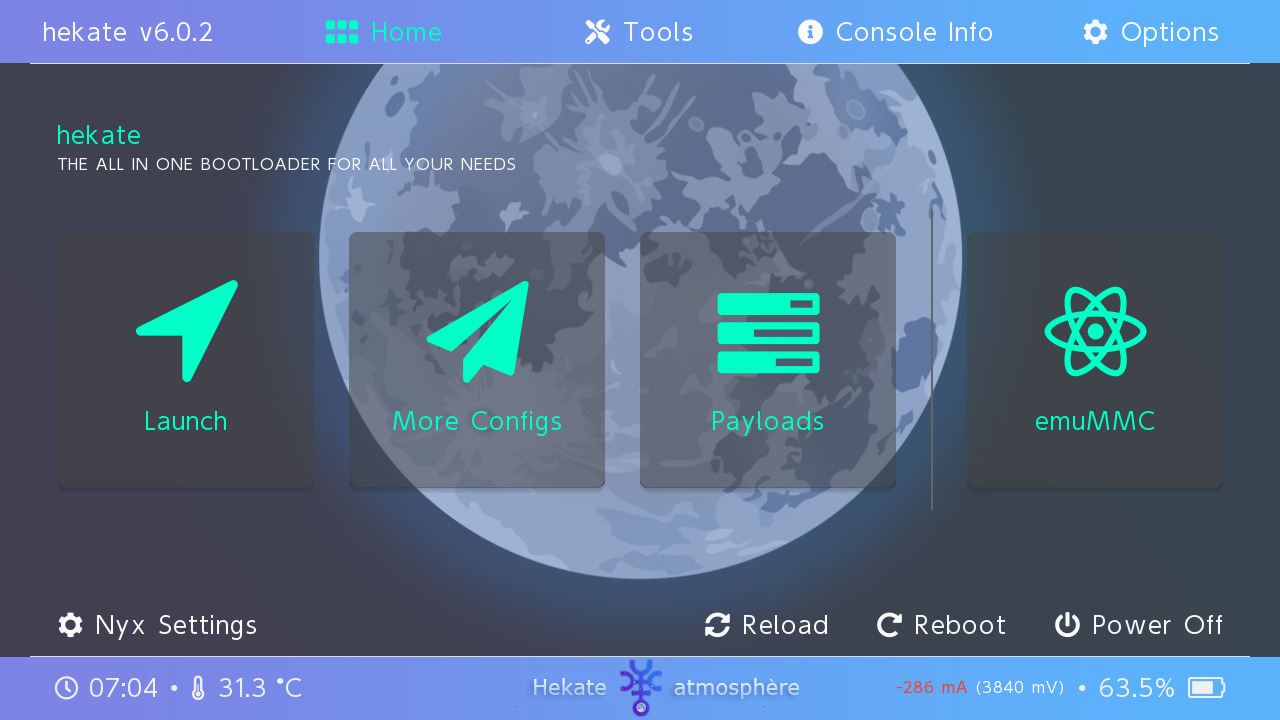 hekate v6.0.2 Home Tools Console Info Options
hekate
THE ALL IN ONE BOOTLOADER FOR ALL YOUR NEEDS
Launch More Configs Payloads emuMMC
Nyx Settings Reload Reboot Power Off
07:04 • 31.3 °C Hekate atmosphère -286 mA (3840 mV) • 63.5%